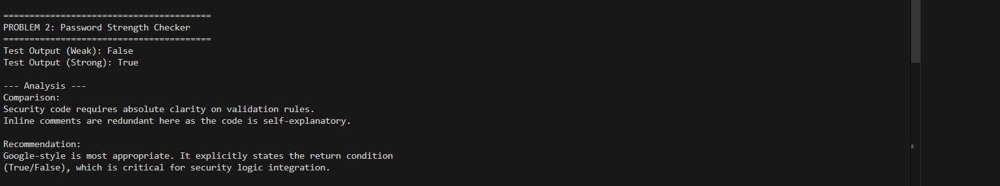 ========================================
PROBLEM 2: Password Strength Checker
========================================
Test Output (Weak): False
Test Output (Strong): True
--- Analysis ---
Comparison:
Security code requires absolute clarity on validation rules.
Inline comments are redundant here as the code is self-explanatory.
Recommendation:
Google-style is most appropriate. It explicitly states the return condition
(True/False), which is critical for security logic integration.